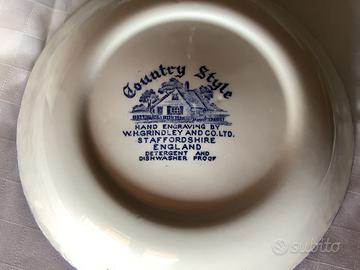 Country Style
HAND ENGRAVING BY
W.H.GRINDLEY AND CO.LTD.
STAFFORDSHIRE
ENGLAND
DETERGENT AND
DISHWASHER PROOF
subito